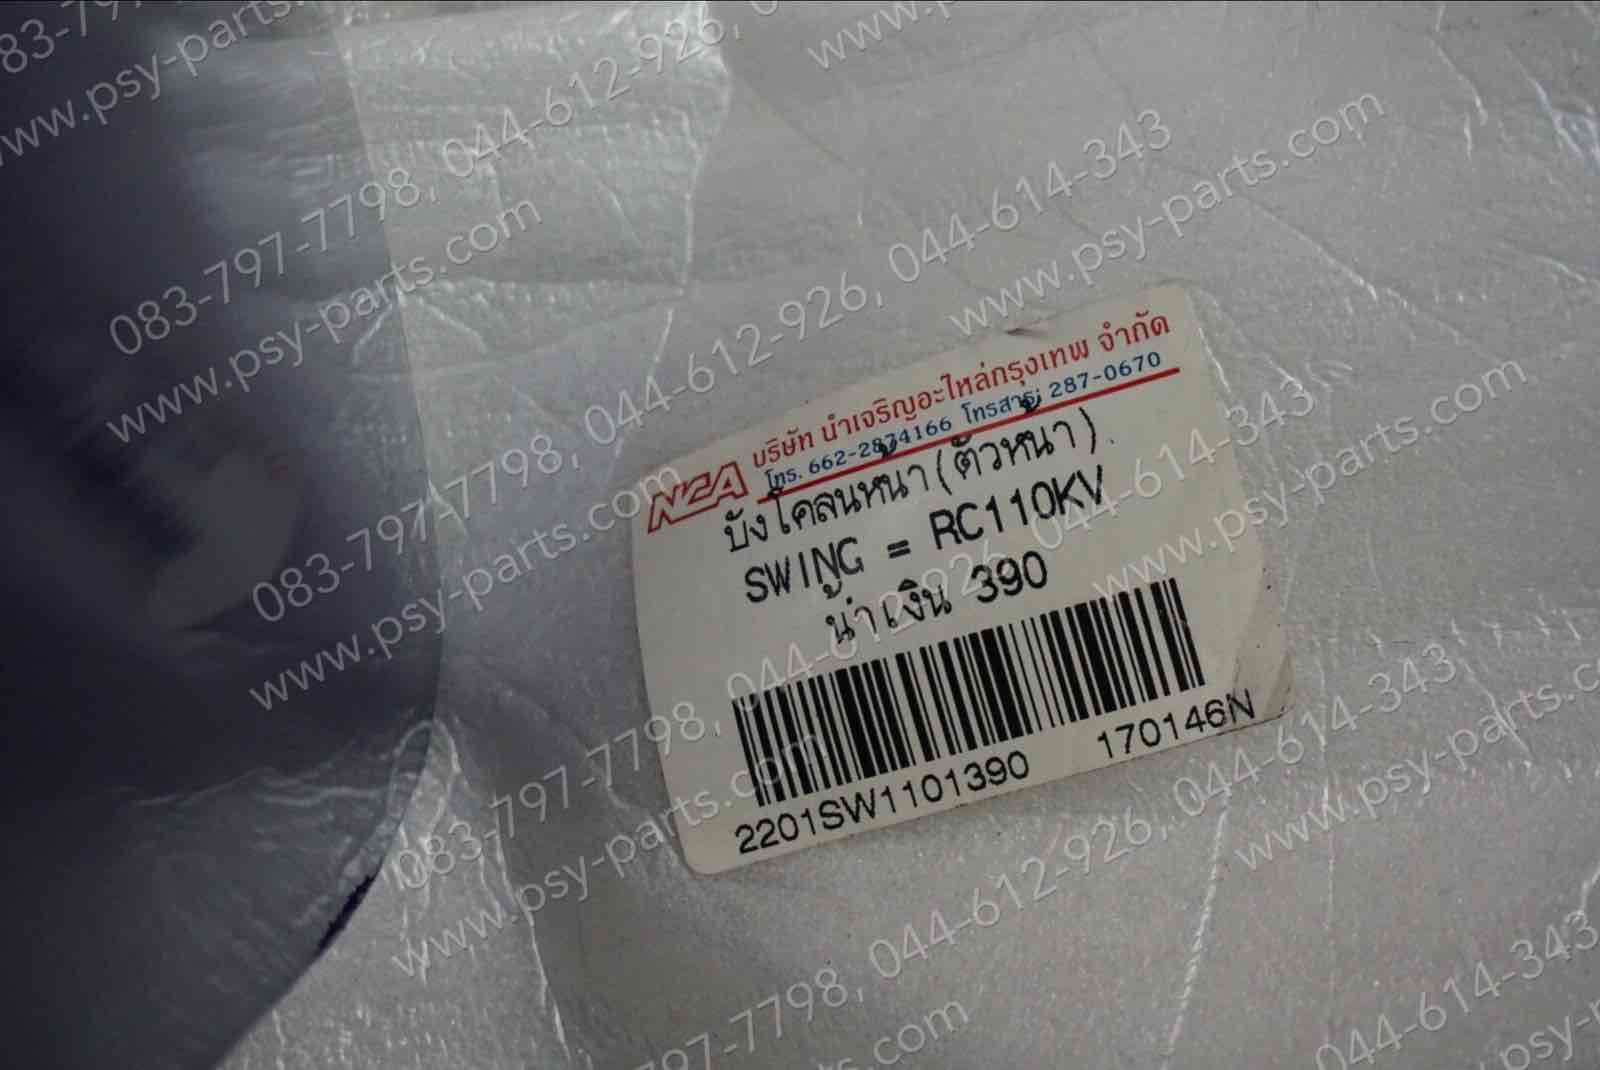 NCA บริษัท นำเจริญอะไหล่กรุงเทพ จำกัด
โทร. 662-2874166 โทรสาร: 287-0670
บังโคลนหน้า(ตัวหน้า).
SWING = RC110KV
น้ำเงิน 390
2201SW1101390 170146N
083-797-7798, 044-612-926, 044-614-343
www.psy-parts.com